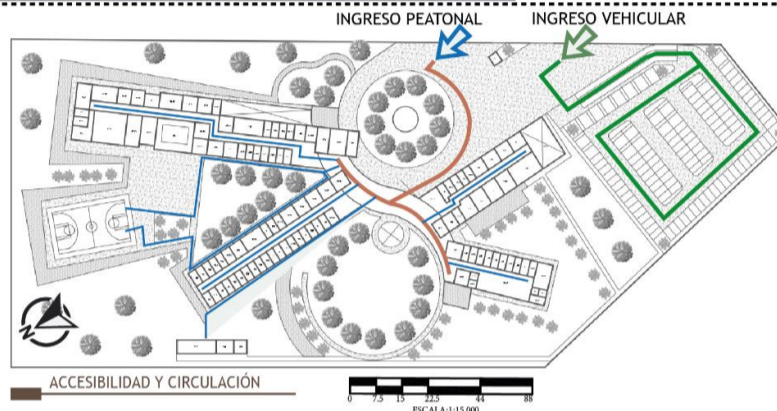 INGRESO PEATONAL
INGRESO VEHICULAR
N
ACCESIBILIDAD Y CIRCULACIÓN
0 7.5 15 22.5 44 88
ESCALA:1:15 000